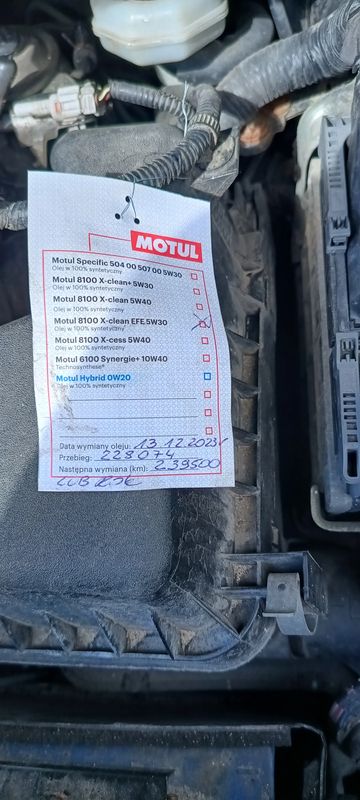 MOTUL
Motul Specific 504 00 507 00 5W30
Olej w 100% syntetyczny
Motul 8100 X-clean+ 5W30
Olej w 100% syntetyczny
Motul 8100 X-clean 5W40
Olej w 100% syntetyczny
Motul 8100 X-clean EFE 5W30
Olej w 100% syntetyczny
Motul 8100 X-cess 5W40
Olej w 100% syntetyczny
Motul 6100 Synergie+ 10W40
Technosynthese®
Motul Hybrid 0W20
Olej w 100% syntetyczny
Data wymiany oleju: 13.12.2023r
Przebieg: 228074
Następna wymiana (km): 239500
LUB ROK